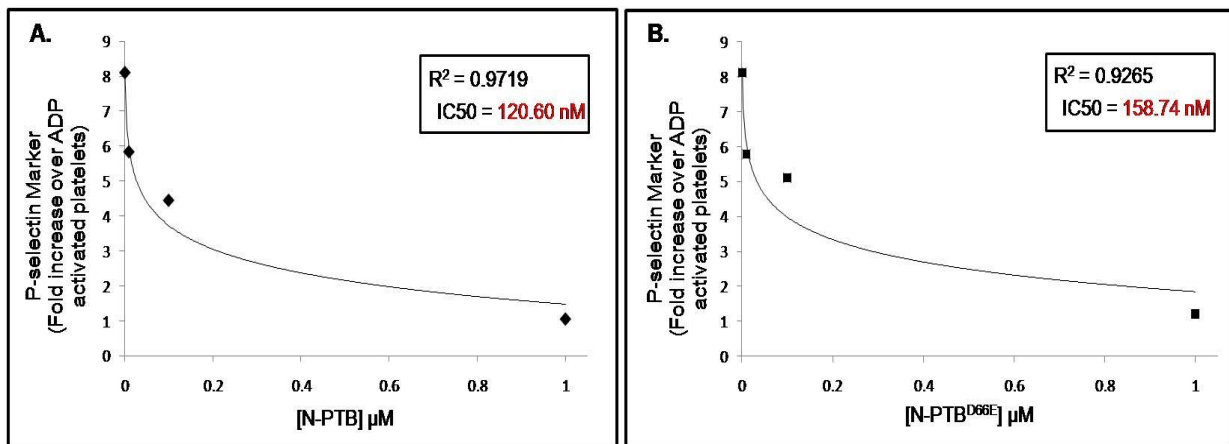 A.
P-selectin Marker
(Fold increase over ADP
activated platelets)
9
8
7
6
5
4
3
2
1
0
R² = 0.9719
IC50 = 120.60 nM
0
0.2
0.4
0.6
0.8
1
[N-PTB] µM
B.
P-selectin Marker
(Fold increase over ADP
activated platelets)
9
8
7
6
5
4
3
2
1
0
R² = 0.9265
IC50 = 158.74 nM
0
0.2
0.4
0.6
0.8
1
[N-PTBᴰ⁶⁶ᴱ] µM